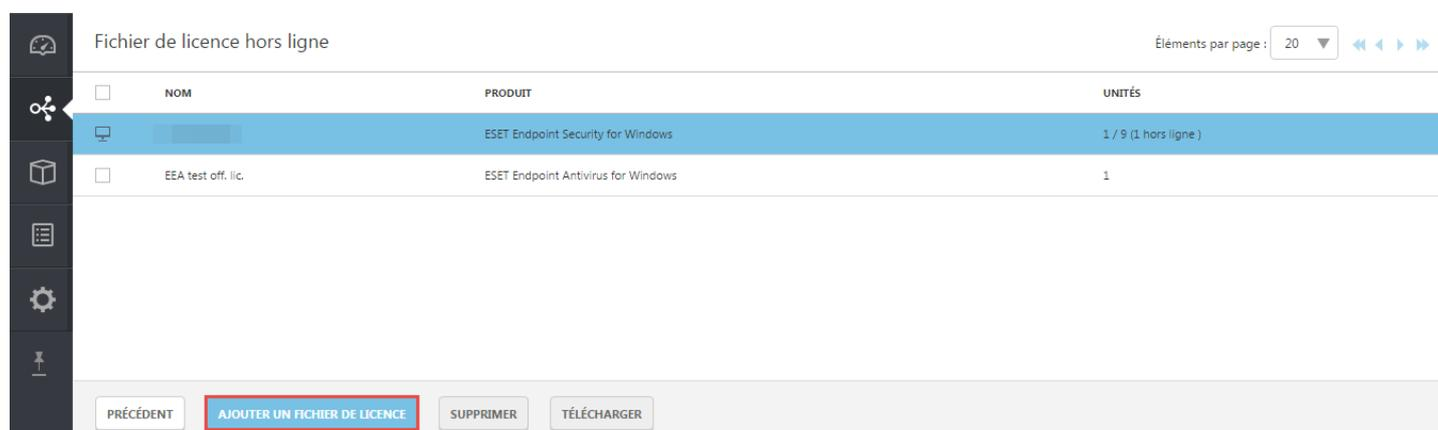 Fichier de licence hors ligne
Éléments par page : 20
NOM PRODUIT UNITÉS
ESET Endpoint Security for Windows 1 / 9 (1 hors ligne )
EEA test off. lic. ESET Endpoint Antivirus for Windows 1
PRÉCÉDENT AJOUTER UN FICHIER DE LICENCE SUPPRIMER TÉLÉCHARGER